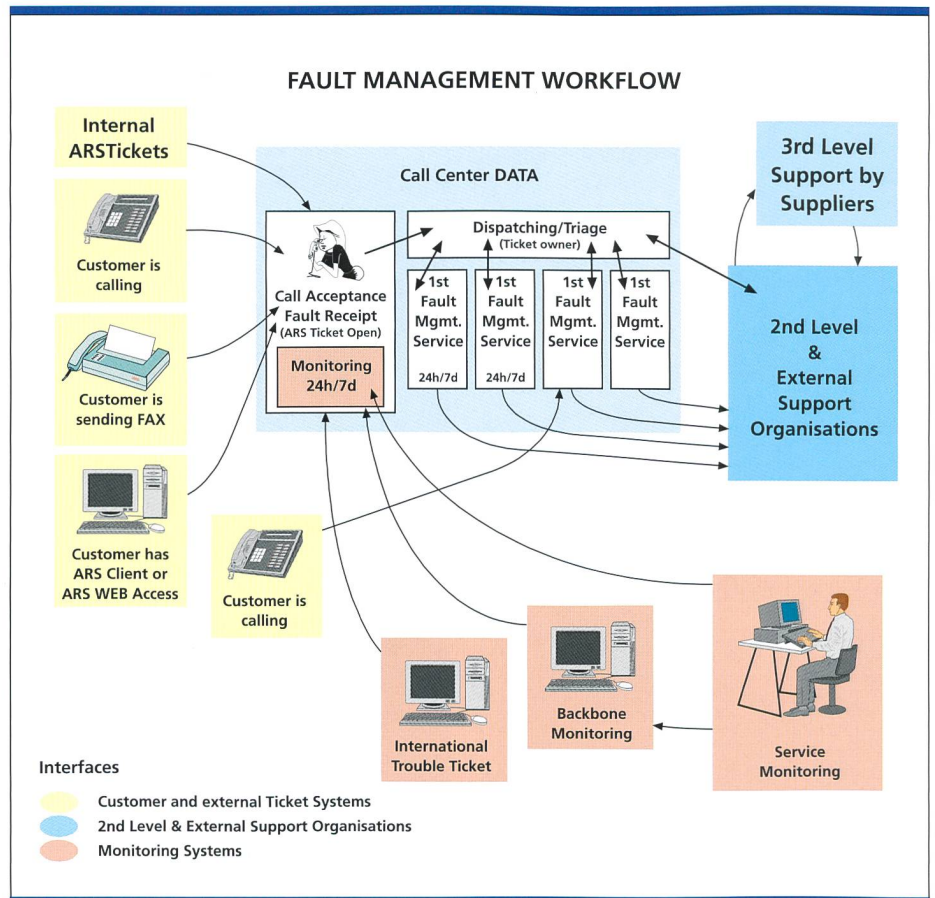 FAULT MANAGEMENT WORKFLOW
Internal
ARSTickets
Customer is
calling
Customer is
sending FAX
Customer has
ARS Client or
ARS WEB Access
Call Center DATA
Call Acceptance
Fault Receipt
(ARS Ticket Open)
Monitoring
24h/7d
Dispatching/Triage
(Ticket owner)
1st
Fault
Mgmt.
Service
24h/7d
1st
Fault
Mgmt.
Service
24h/7d
1st
Fault
Mgmt.
Service
1st
Fault
Mgmt.
Service
3rd Level
Support by
Suppliers
2nd Level
&
External
Support
Organisations
Customer is
calling
International
Trouble Ticket
Backbone
Monitoring
Service
Monitoring
Interfaces
Customer and external Ticket Systems
2nd Level & External Support Organisations
Monitoring Systems